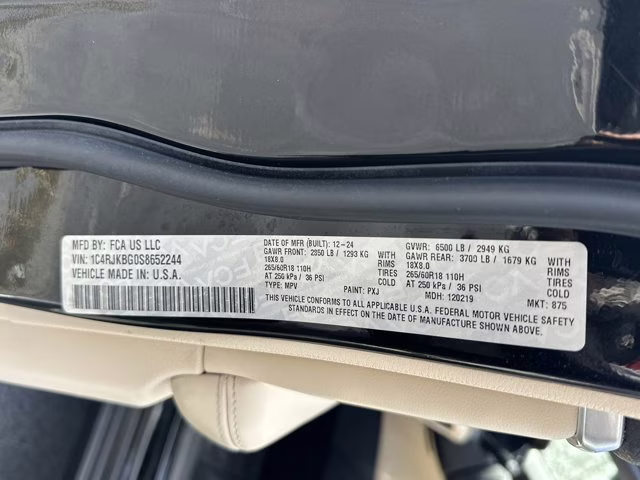 MFD BY: FCA US LLC
VIN: 1C4RJKBG0S8652244
VEHICLE MADE IN: U.S.A.
DATE OF MFR (BUILT): 12-24
GAWR FRONT: 2350 LB / 1293 KG
18X8.0 RIMS
265/60R18 110H TIRES
AT 250 kPa / 36 PSI COLD
TYPE: MPV PAINT: PXJ
GVWR: 6500 LB / 2949 KG
GAWR REAR: 3700 LB / 1679 KG
18X8.0 RIMS
265/60R18 110H TIRES
AT 250 kPa / 36 PSI COLD
MDH: 120219 MKT: 875
THIS VEHICLE CONFORMS TO ALL APPLICABLE U.S.A. FEDERAL MOTOR VEHICLE SAFETY
STANDARDS IN EFFECT ON THE DATE OF MANUFACTURE SHOWN ABOVE.